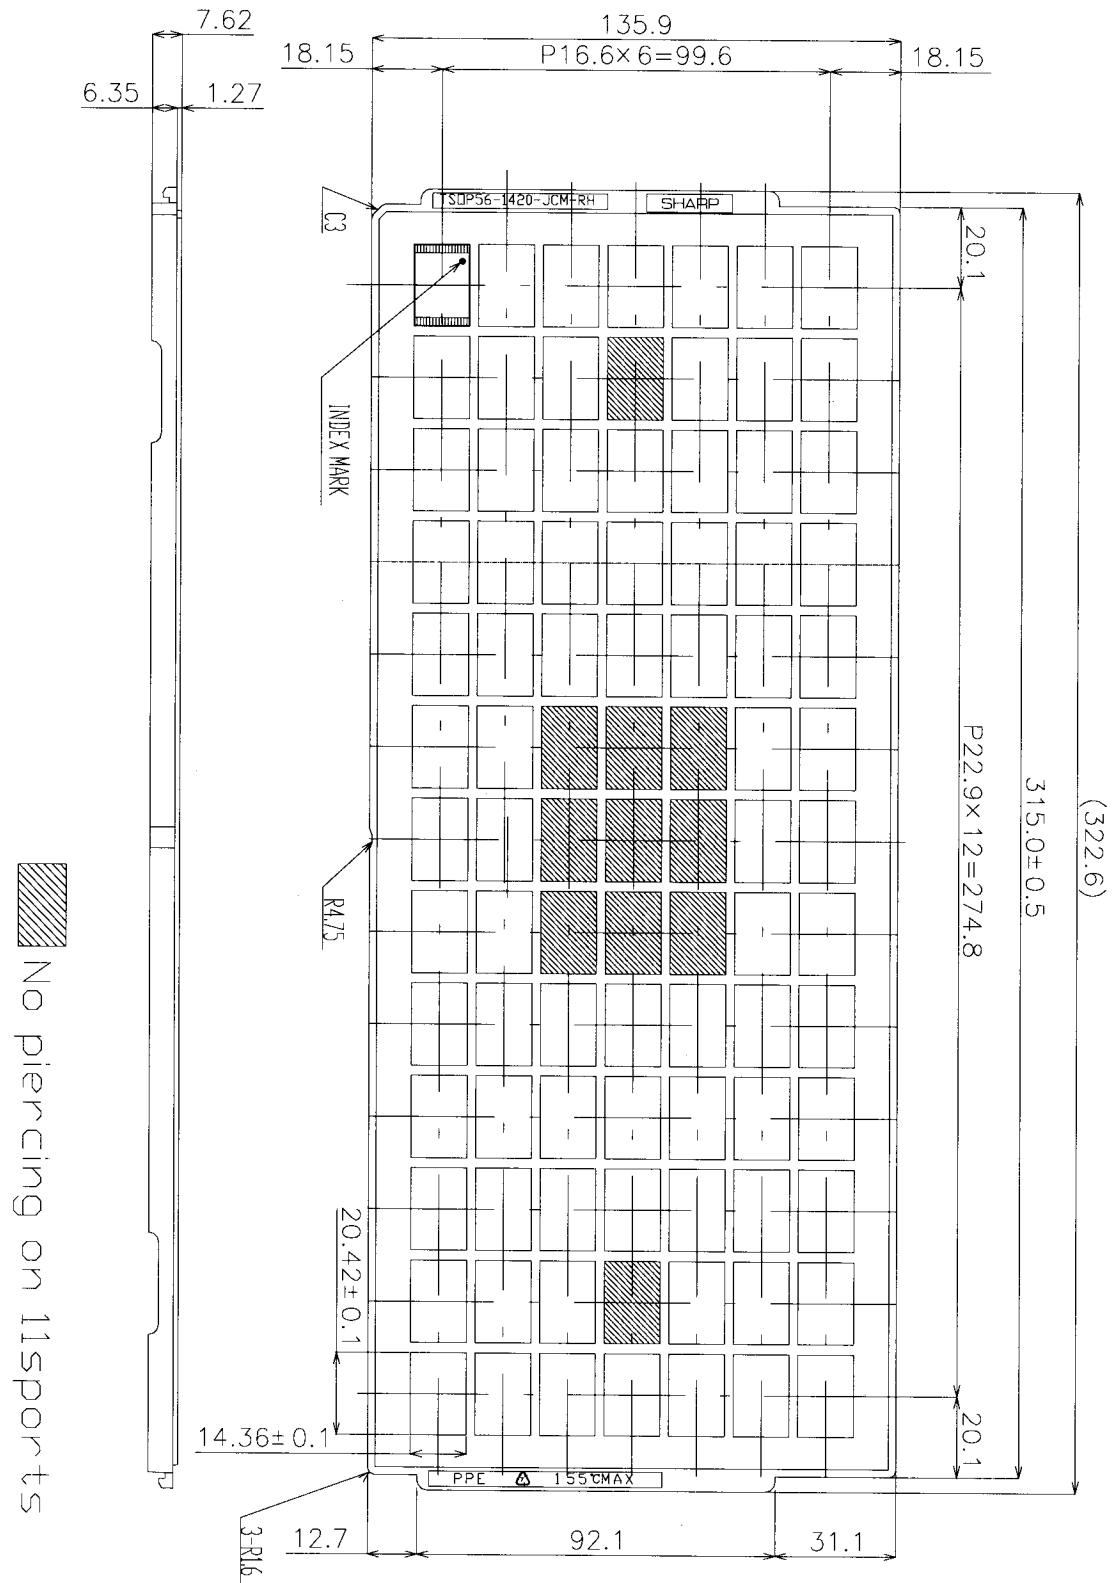 7.62
135.9
18.15
P16.6×6=99.6
18.15
6.35
1.27
TSOP56-1420-JCM-RH
SHARP
C3
20.1
INDEX MARK
P22.9×12=274.8
315.0±0.5
(322.6)
R4.75
No piercing on 11sports
20.42±0.1
14.36±0.1
20.1
PPE
155℃MAX
3-R1.6
12.7
92.1
31.1